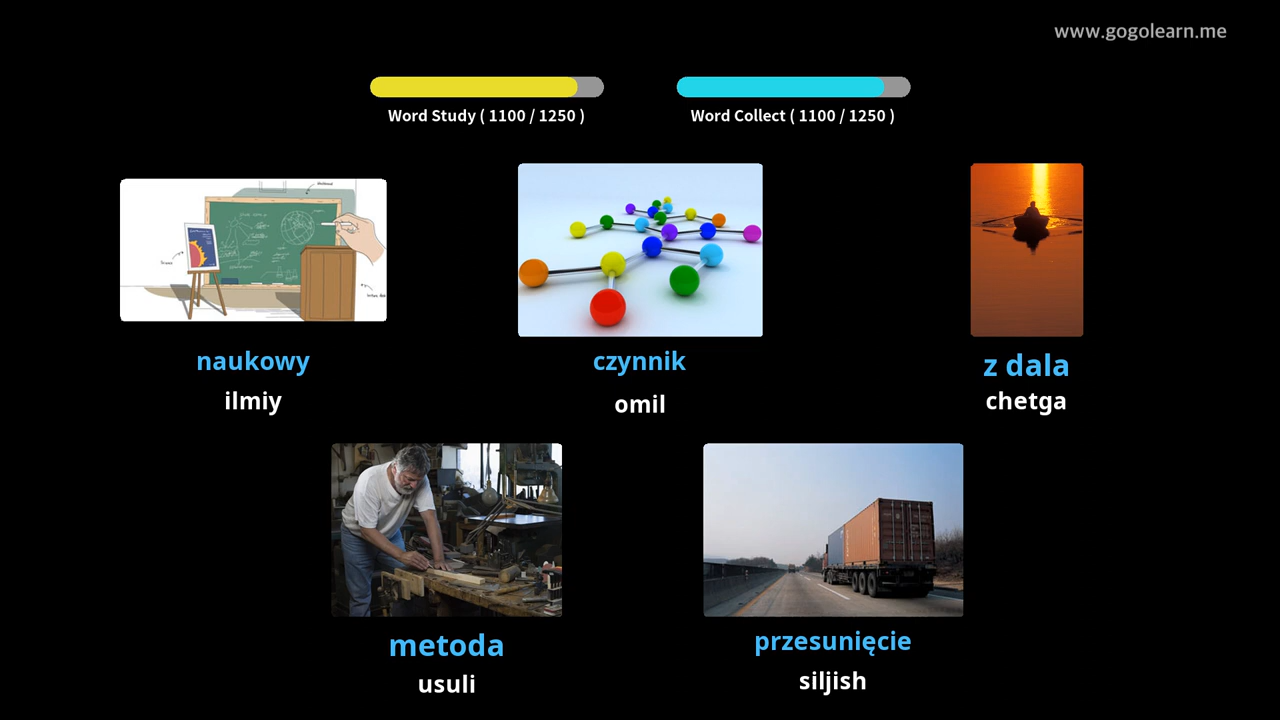 www.gogolearn.me
Word Study ( 1100 / 1250 )
Word Collect ( 1100 / 1250 )
naukowy
ilmiy
czynnik
omil
z dala
chetga
metoda
usuli
przesunięcie
siljish